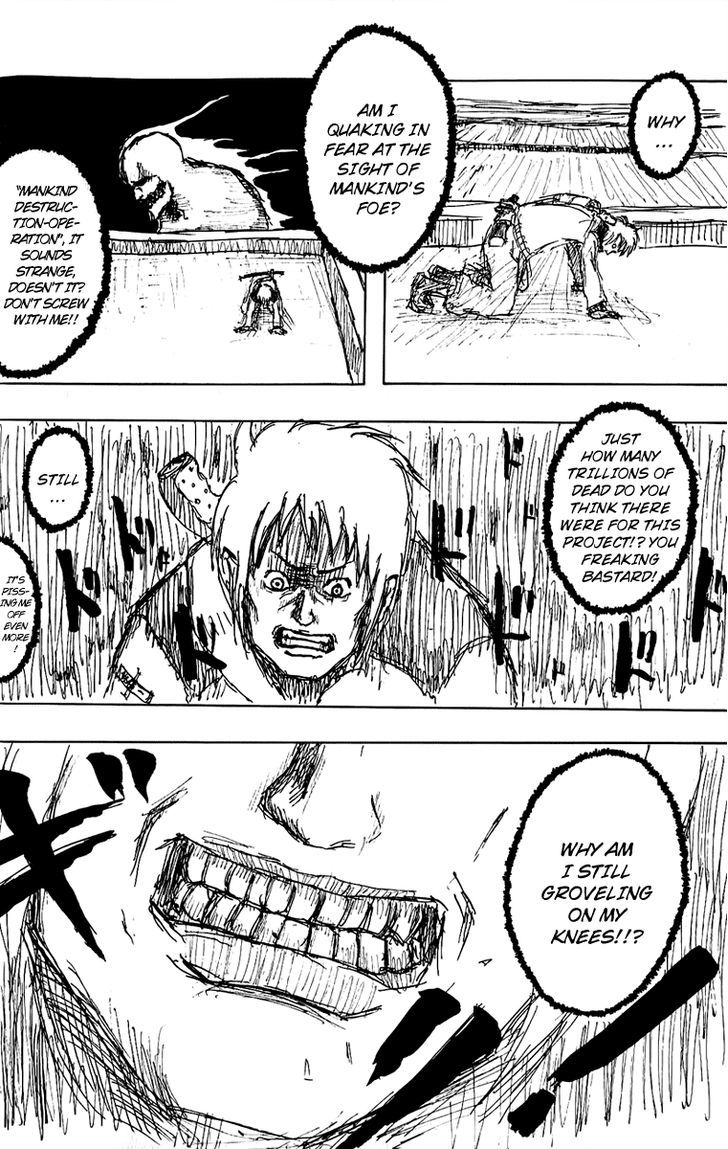 WHY
...
AM I
QUAKING IN
FEAR AT THE
SIGHT OF
MANKIND'S
FOE?
"MANKIND
DESTRUC-
TION-OPE-
RATION", IT
SOUNDS
STRANGE,
DOESN'T IT?
DON'T SCREW
WITH ME!!
JUST
HOW MANY
TRILLIONS OF
DEAD DO YOU
THINK THERE
WERE FOR THIS
PROJECT!? YOU
FREAKING
BASTARD!
ドドドドドドドド
STILL
...
IT'S
PISS-
ING ME
OFF
EVEN
MORE
!
WHY AM
I STILL
GROVELING
ON MY
KNEES!!?
ギリッ!